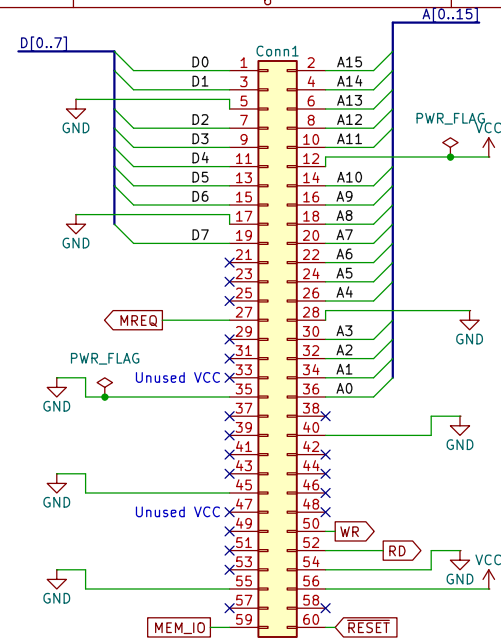 6
A[0..15]
D[0..7]
Conn1
D0 1 2 A15
D1 3 4 A14
5 6 A13
GND
D2 7 8 A12
PWR_FLAG
VCC
D3 9 10 A11
D4 11 12
D5 13 14 A10
D6 15 16 A9
17 18 A8
GND
D7 19 20 A7
21 22 A6
23 24 A5
25 26 A4
MREQ 27 28
GND
29 30 A3
31 32 A2
PWR_FLAG
Unused VCC 33 34 A1
35 36 A0
GND
37 38
39 40
GND
41 42
43 44
45 46
GND
Unused VCC 47 48
49 50 WR
51 52 RD
53 54
GND
VCC
55 56
GND
57 58
MEM_IO 59 60 RESET